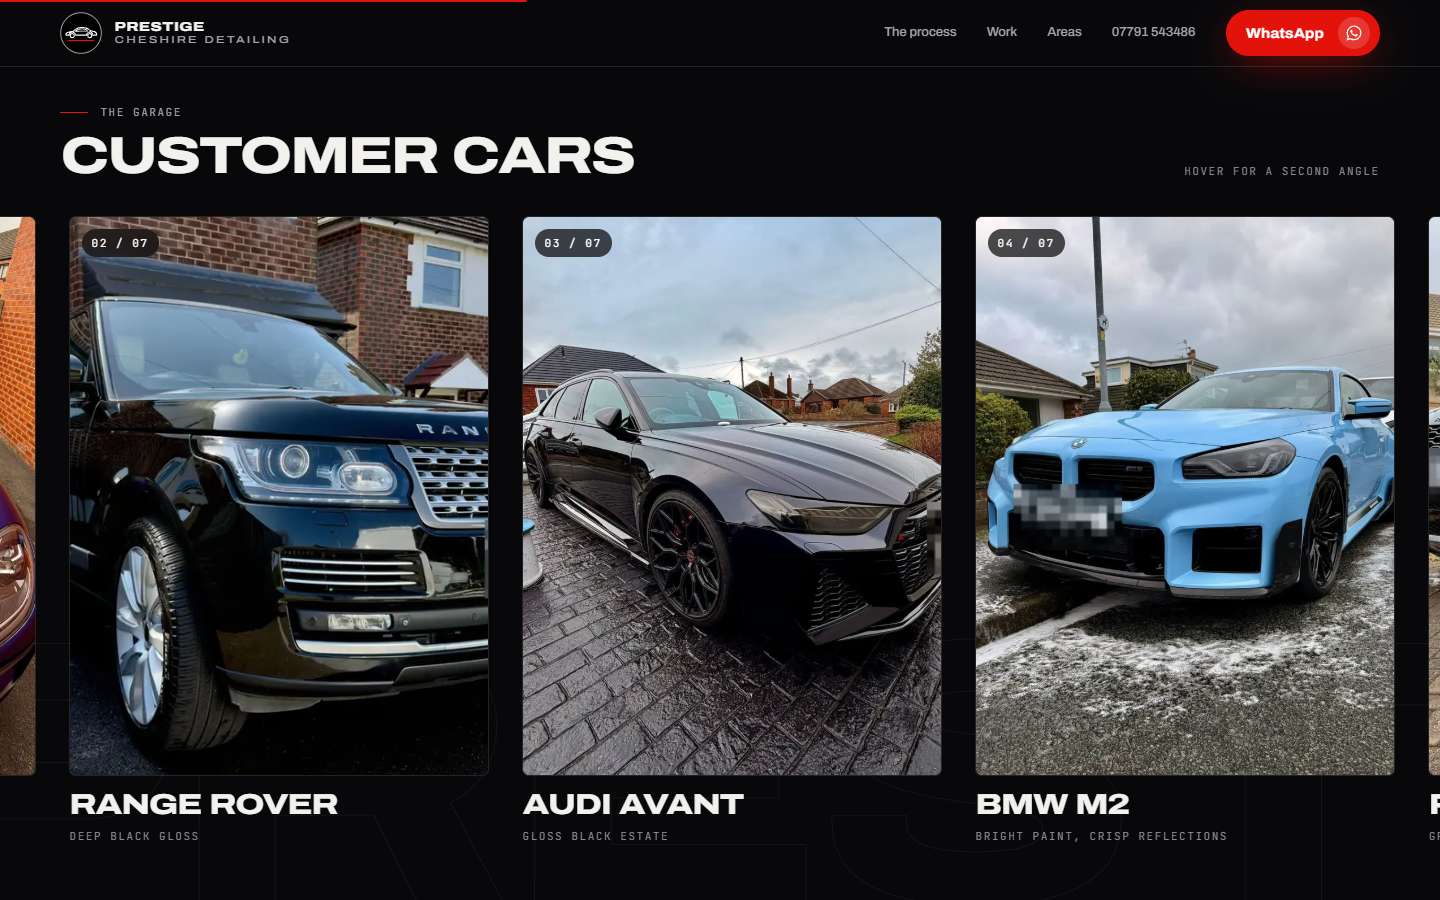 PRESTIGE
CHESHIRE DETAILING
The process
Work
Areas
07791 543486
WhatsApp
THE GARAGE
CUSTOMER CARS
HOVER FOR A SECOND ANGLE
02 / 07
03 / 07
04 / 07
RAN
RANGE ROVER
AUDI AVANT
BMW M2
DEEP BLACK GLOSS
GLOSS BLACK ESTATE
BRIGHT PAINT, CRISP REFLECTIONS